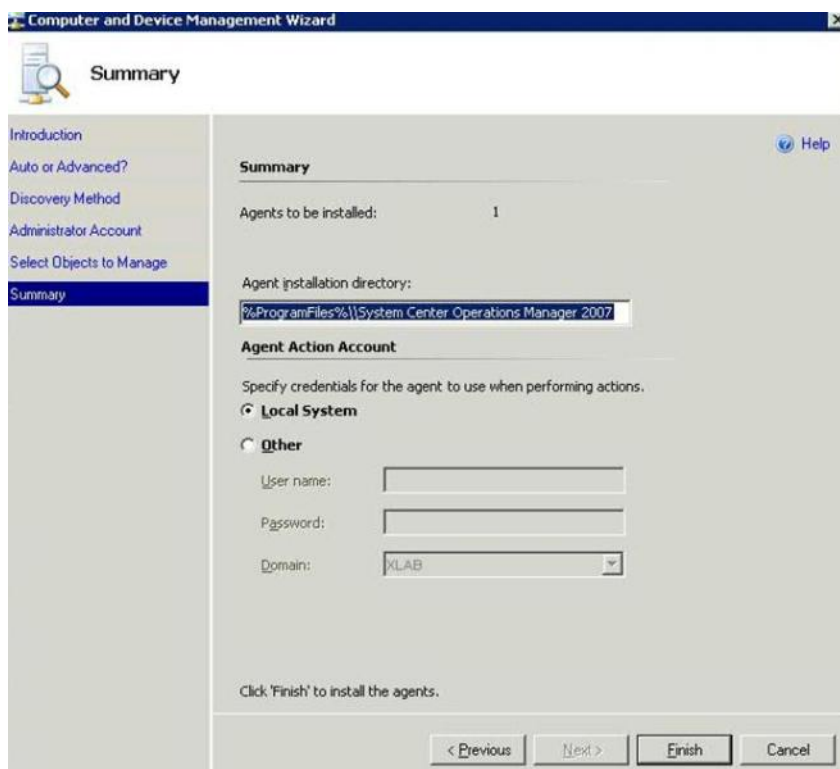 Computer and Device Management Wizard
Summary
Introduction
Auto or Advanced?
Discovery Method
Administrator Account
Select Objects to Manage
Summary
Help
Summary
Agents to be installed: 1
Agent installation directory:
%ProgramFiles%\\System Center Operations Manager 2007
Agent Action Account
Specify credentials for the agent to use when performing actions.
Local System
Other
User name:
Password:
Domain: XLAB
Click 'Finish' to install the agents.
< Previous Next > Finish Cancel